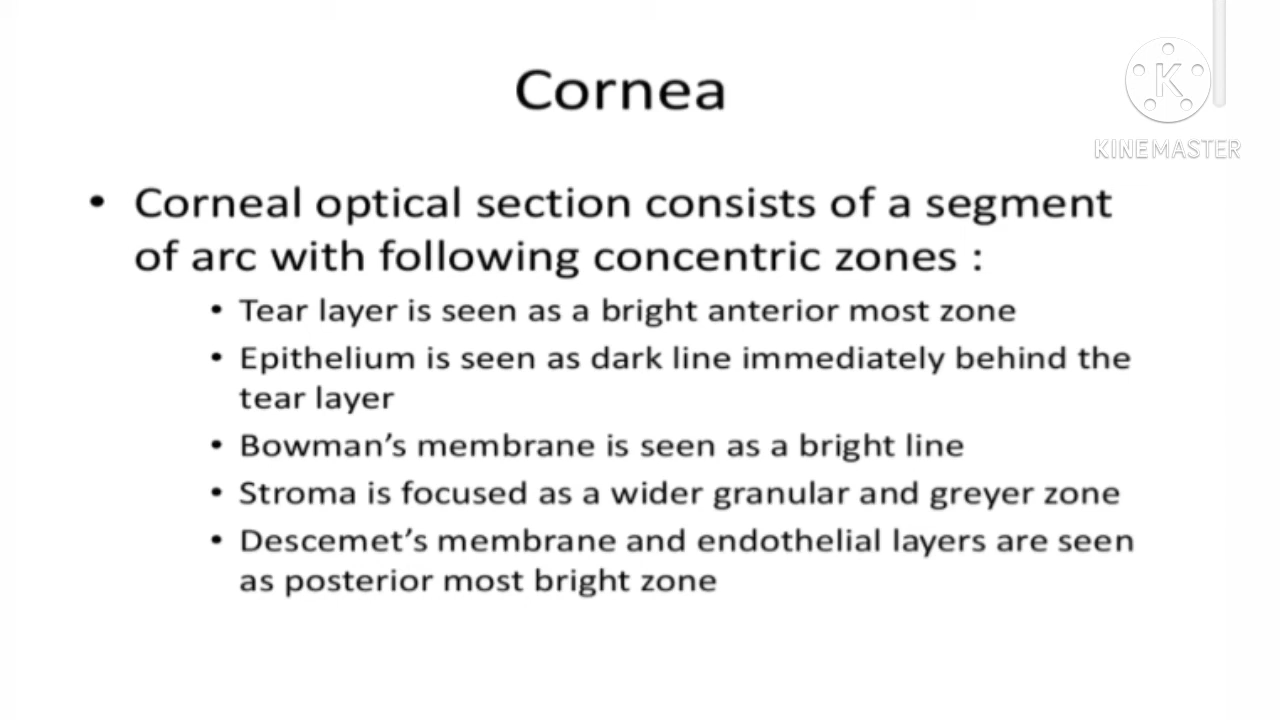 Cornea
K
KINEMASTER
• Corneal optical section consists of a segment
of arc with following concentric zones :
• Tear layer is seen as a bright anterior most zone
• Epithelium is seen as dark line immediately behind the
tear layer
• Bowman’s membrane is seen as a bright line
• Stroma is focused as a wider granular and greyer zone
• Descemet’s membrane and endothelial layers are seen
as posterior most bright zone